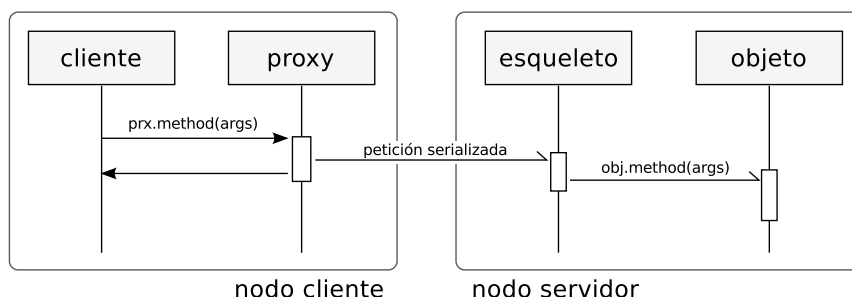 cliente
proxy
esqueleto
objeto
prx.method(args)
petición serializada
obj.method(args)
nodo cliente
nodo servidor